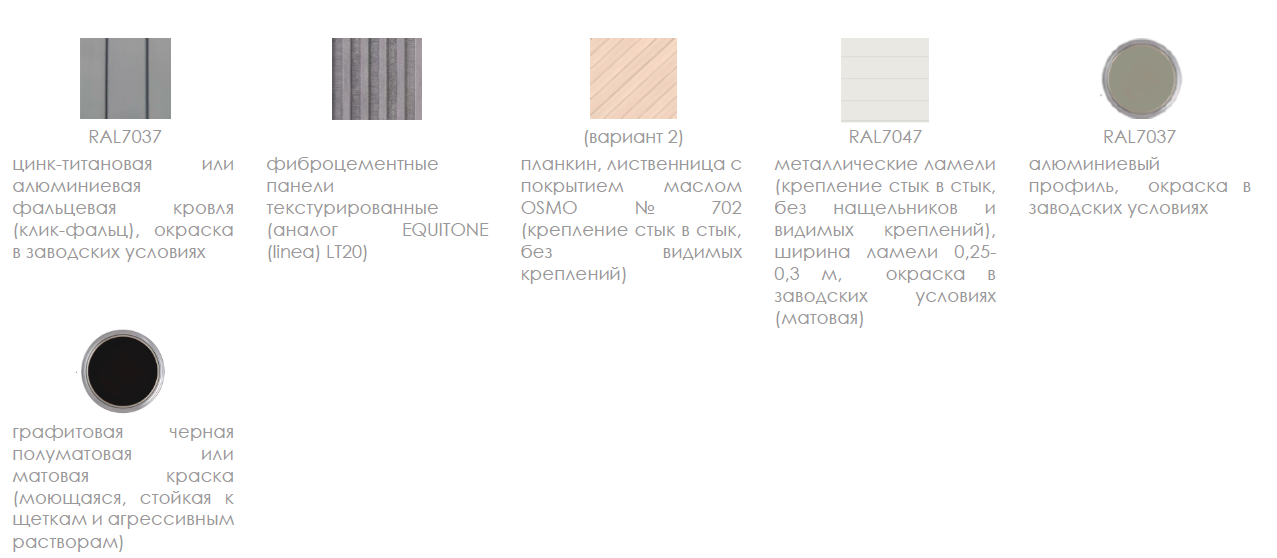 RAL7037
цинк-титановая или
алюминиевая
фальцевая кровля
(клик-фальц), окраска
в заводских условиях
фиброцементные
панели
текстурированные
(аналог EQUITONE
(linea) LT20)
(вариант 2)
планкин, лиственница с
покрытием маслом
OSMO № 702
(крепление стык в стык,
без видимых
креплений)
RAL7047
металлические ламели
(крепление стык в стык,
без нащельников и
видимых креплений),
ширина ламели 0,25-
0,3 м, окраска в
заводских условиях
(матовая)
RAL7037
алюминиевый
профиль, окраска в
заводских условиях
графитовая черная
полуматовая или
матовая краска
(моющаяся, стойкая к
щеткам и агрессивным
растворам)